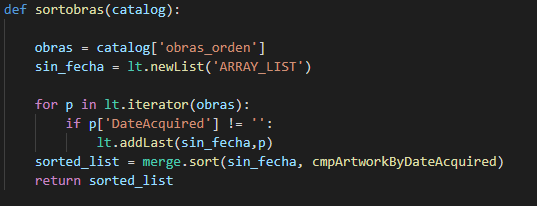 def sortobras(catalog):
obras = catalog['obras_orden']
sin_fecha = lt.newList('ARRAY_LIST')
for p in lt.iterator(obras):
if p['DateAcquired'] != '':
lt.addLast(sin_fecha,p)
sorted_list = merge.sort(sin_fecha, cmpArtworkByDateAcquired)
return sorted_list